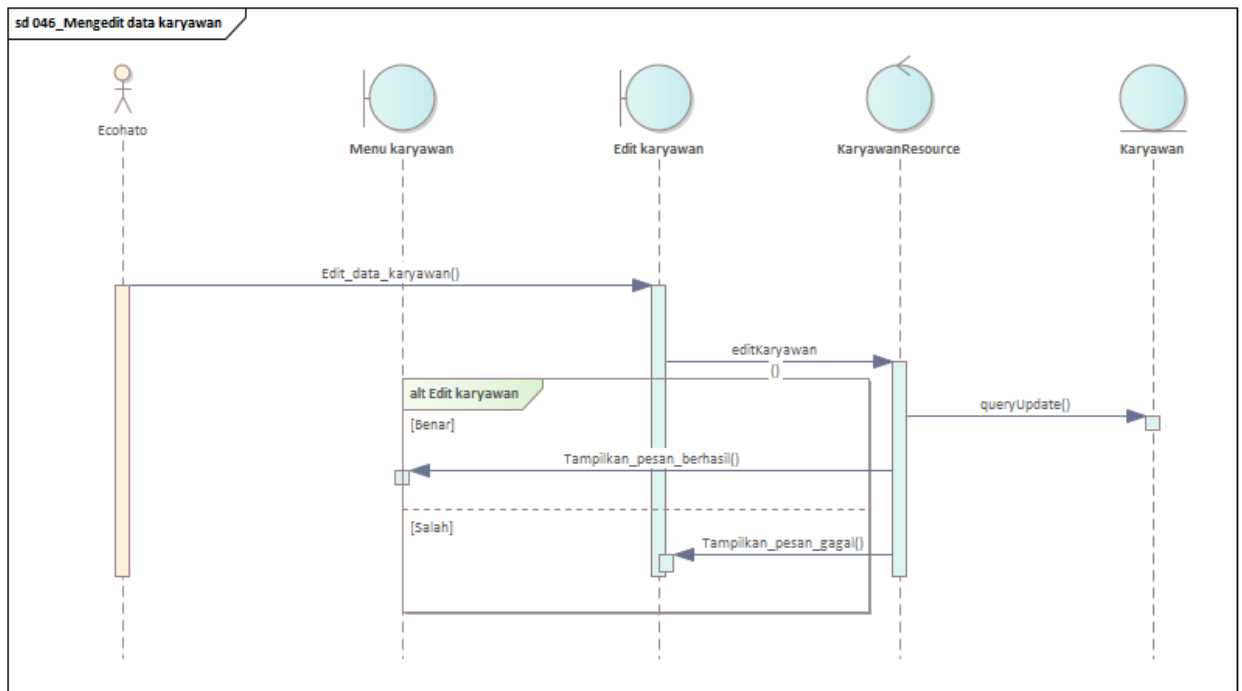 sd 046_Mengedit data karyawan
Ecohato
Menu karyawan
Edit karyawan
KaryawanResource
Karyawan
Edit_data_karyawan()
editKaryawan
()
alt Edit karyawan
[Benar]
queryUpdate()
Tampilkan_pesan_berhasil()
[Salah]
Tampilkan_pesan_gagal()